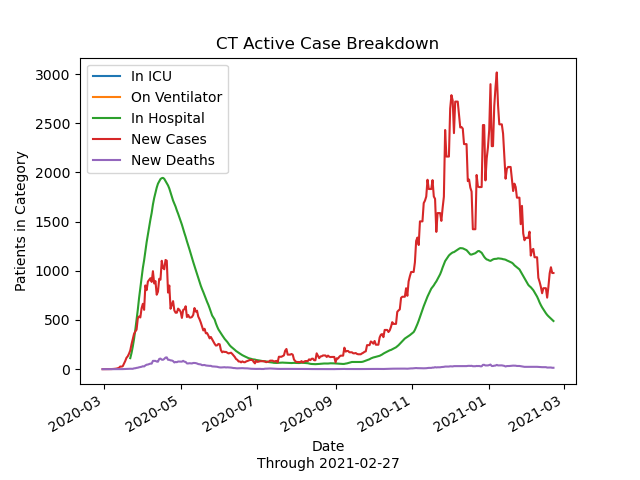 CT Active Case Breakdown
In ICU
On Ventilator
In Hospital
New Cases
New Deaths
Patients in Category
3000
2500
2000
1500
1000
500
0
2020-03
2020-05
2020-07
2020-09
2020-11
2021-01
2021-03
Date
Through 2021-02-27